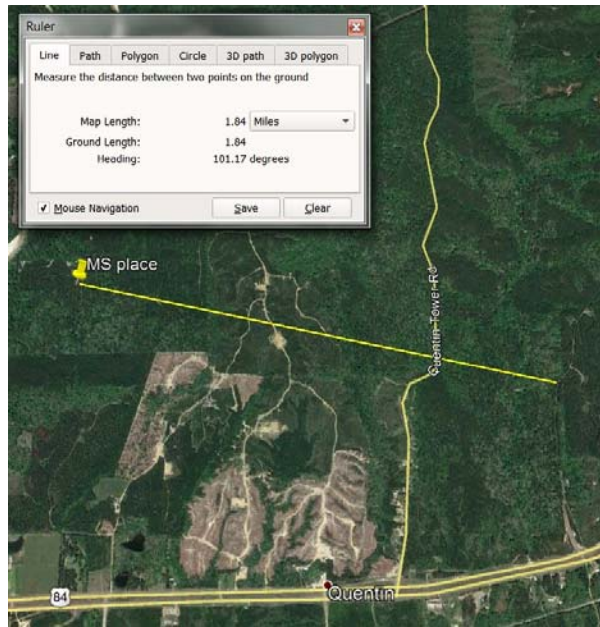 Ruler
Line Path Polygon Circle 3D path 3D polygon
Measure the distance between two points on the ground
Map Length: 1.84 Miles
Ground Length: 1.84
Heading: 101.17 degrees
Mouse Navigation Save Clear
MS place
Quentin Tower Rd
Quentin
84